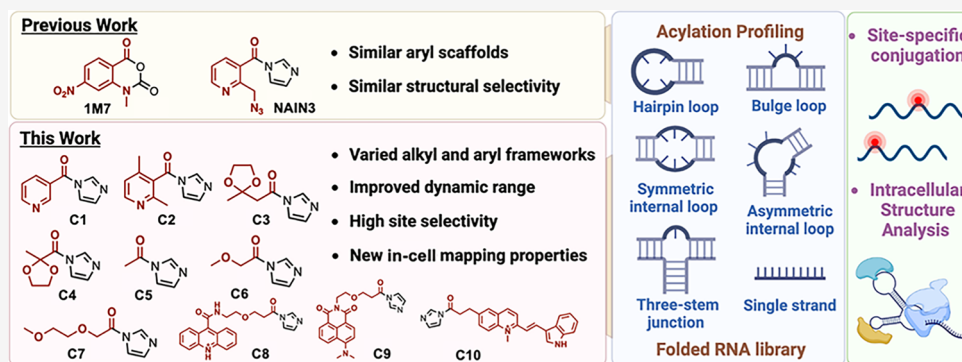 Previous Work
1M7
NAIN3
• Similar aryl scaffolds
• Similar structural selectivity
This Work
C1
C2
C3
C4
C5
C6
C7
C8
C9
C10
• Varied alkyl and aryl frameworks
• Improved dynamic range
• High site selectivity
• New in-cell mapping properties
Acylation Profiling
Hairpin loop
Bulge loop
Symmetric
internal loop
Asymmetric
internal loop
Three-stem
junction
Single strand
Folded RNA library
• Site-specific
conjugation
• Intracellular
Structure
Analysis